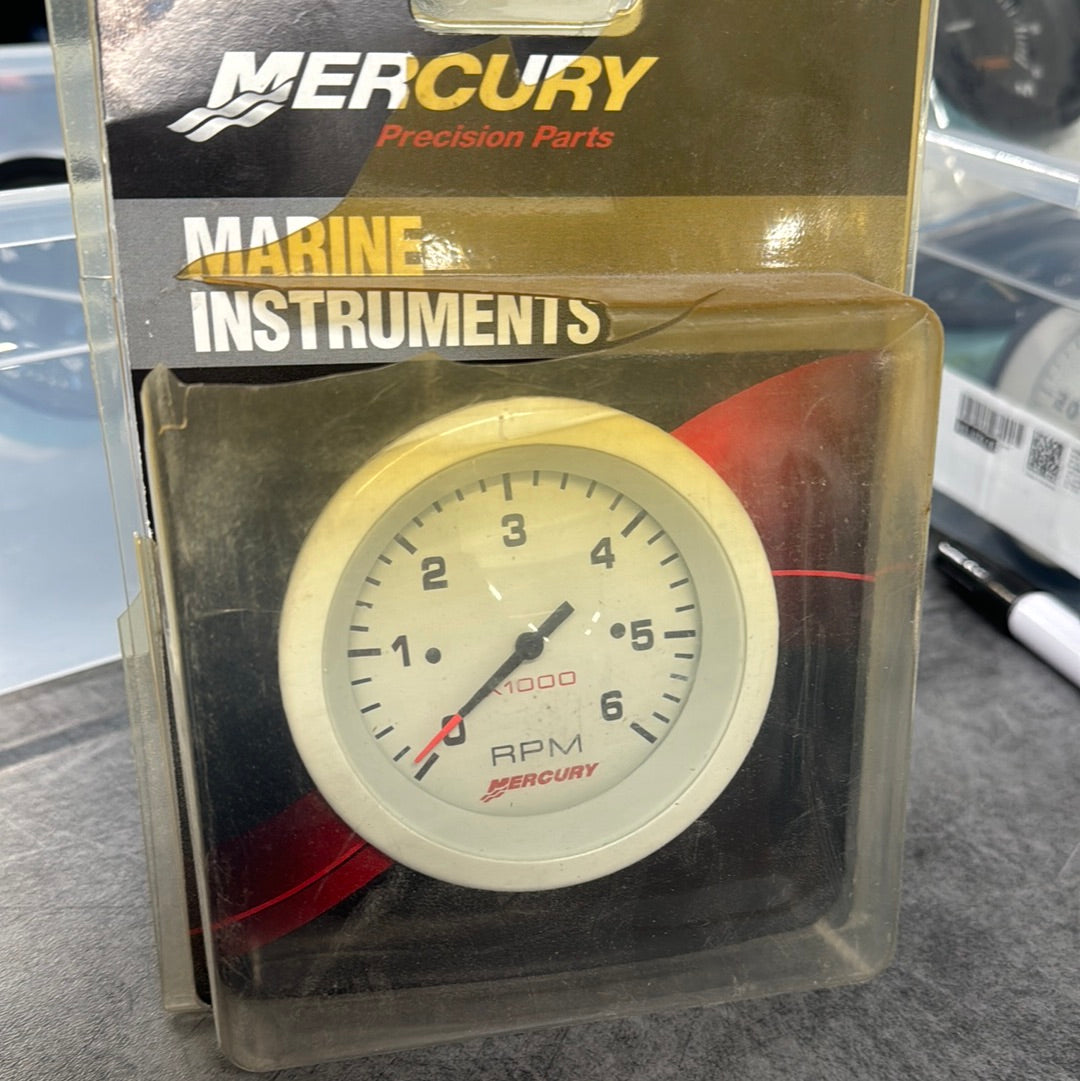 MERCURY
Precision Parts
MARINE
INSTRUMENTS
3
2
4
1
5
X1000
6
0
RPM
MERCURY